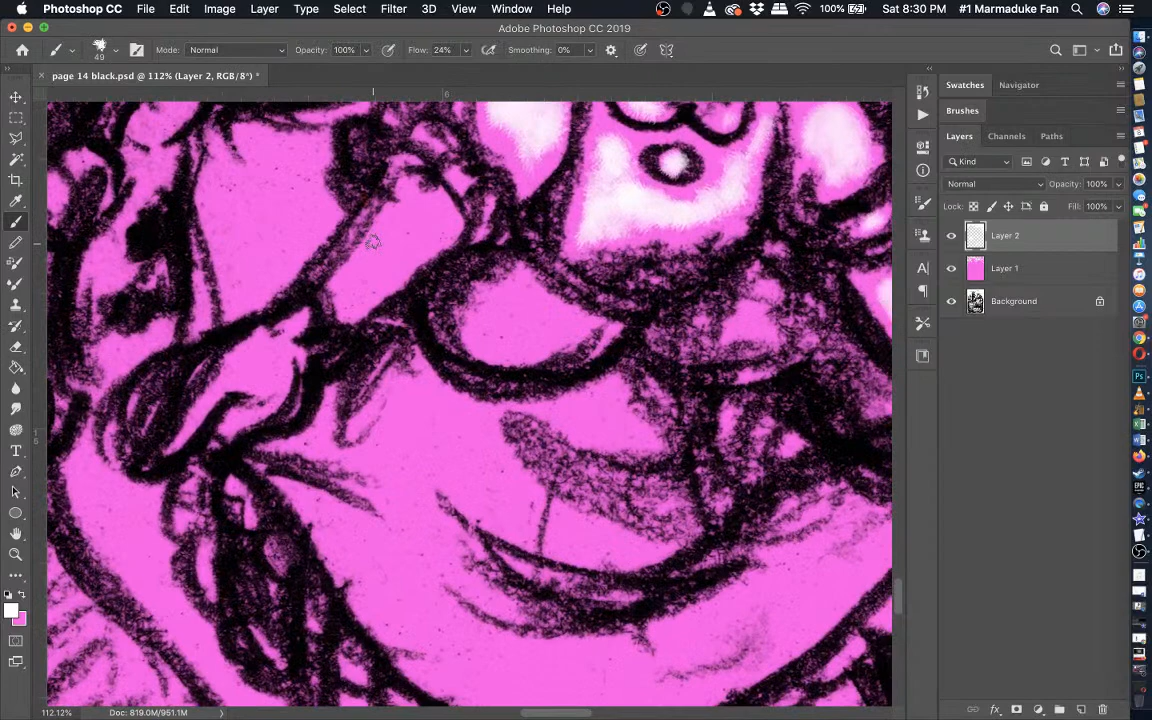 Photoshop CC File Edit Image Layer Type Select Filter 3D View Window Help 100% Sat 8:30 PM #1 Marmaduke Fan
Adobe Photoshop CC 2019
49 Mode: Normal Opacity: 100% Flow: 24% Smoothing: 0%
× page 14 black.psd @ 112% (Layer 2, RGB/8*) *
6
Swatches Navigator
Brushes
Layers Channels Paths
Kind
Normal Opacity: 100%
Lock: Fill: 100%
Layer 2
Layer 1
Background
112.12% Doc: 819.0M/951.1M